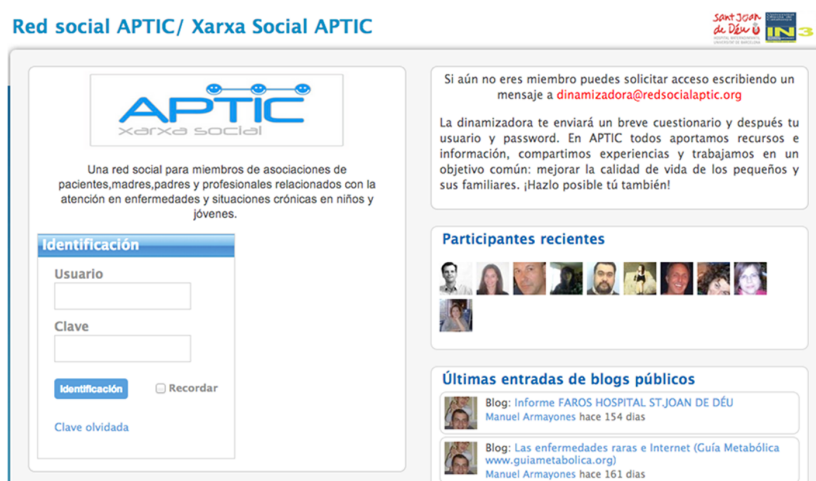 Red social APTIC/ Xarxa Social APTIC
Sant Joan
de Déu
IN3
APTIC
xarxa social
Una red social para miembros de asociaciones de
pacientes,madres,padres y profesionales relacionados con la
atención en enfermedades y situaciones crónicas en niños y
jóvenes.
Identificación
Usuario
Clave
Identificación
Recordar
Clave olvidada
Si aún no eres miembro puedes solicitar acceso escribiendo un
mensaje a dinamizadora@redsocialaptic.org
La dinamizadora te enviará un breve cuestionario y después tu
usuario y password. En APTIC todos aportamos recursos e
información, compartimos experiencias y trabajamos en un
objetivo común: mejorar la calidad de vida de los pequeños y
sus familiares. ¡Hazlo posible tú también!
Participantes recientes
Últimas entradas de blogs públicos
Blog: Informe FAROS HOSPITAL ST.JOAN DE DÉU
Manuel Armayones hace 154 dias
Blog: Las enfermedades raras e Internet (Guía Metabólica
www.guiametabolica.org)
Manuel Armayones hace 161 dias